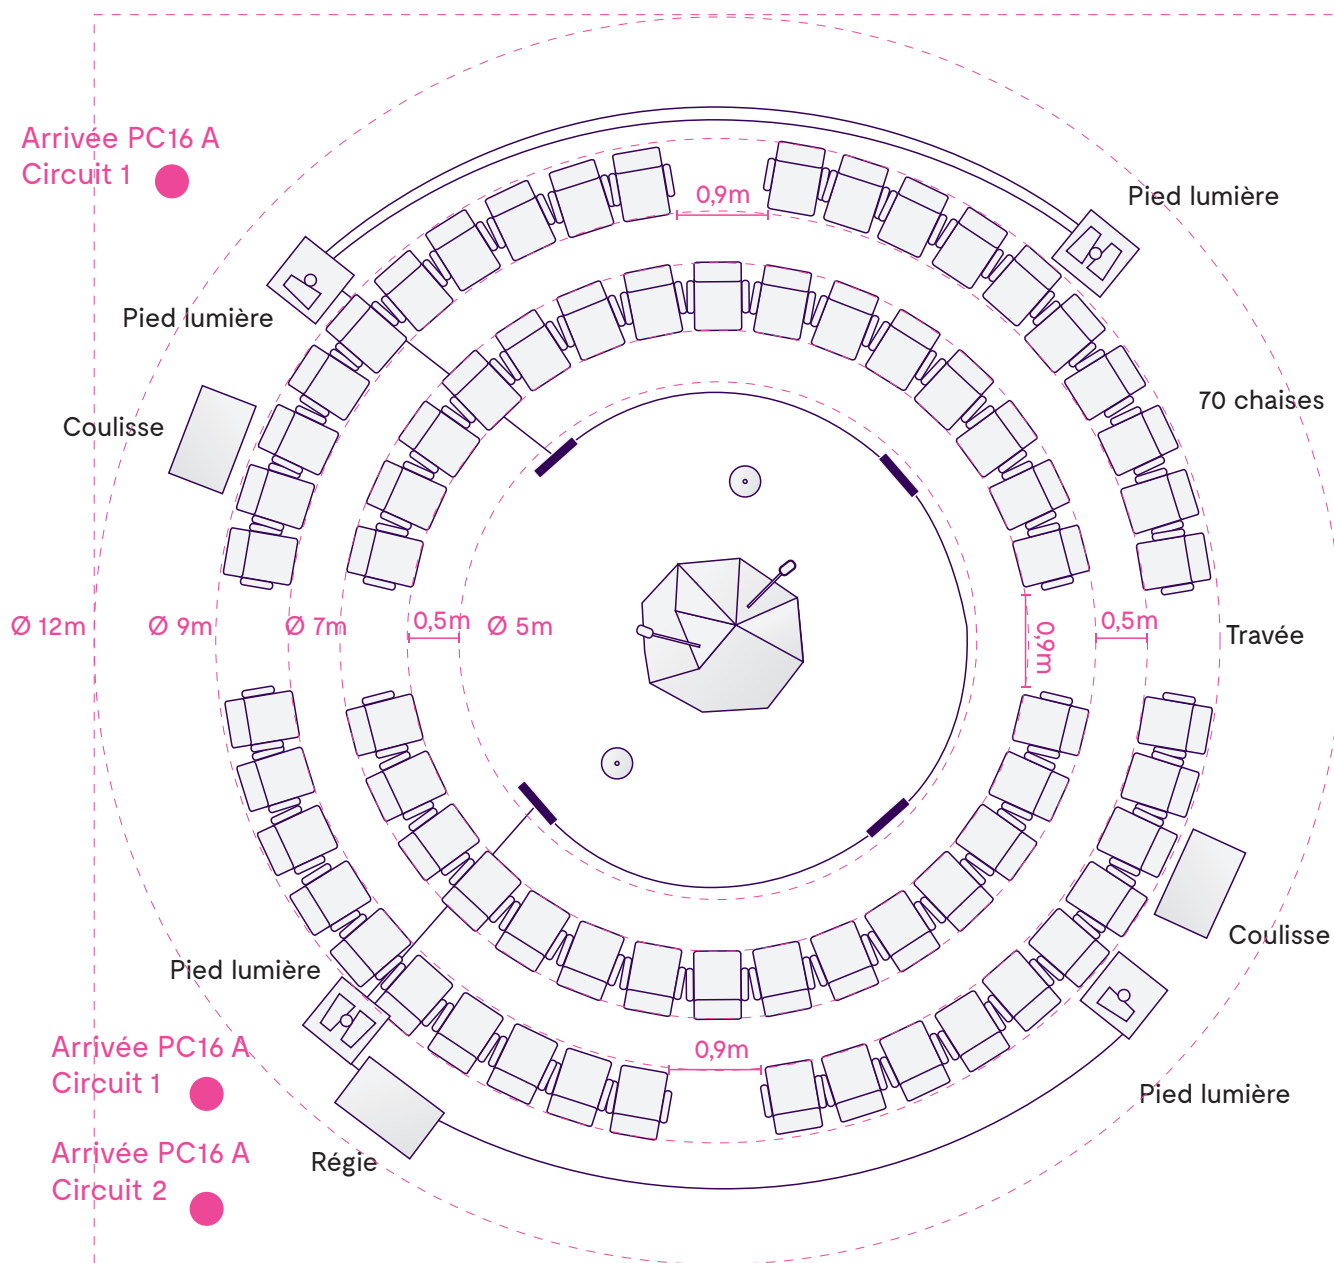 Arrivée PC16 A
Circuit 1
Pied lumière
0,9m
Pied lumière
70 chaises
Coulisse
Ø 12m
Ø 9m
Ø 7m
0,5m
Ø 5m
0,9m
0,5m
Travée
Coulisse
Pied lumière
Arrivée PC16 A
Circuit 1
0,9m
Pied lumière
Arrivée PC16 A
Circuit 2
Régie